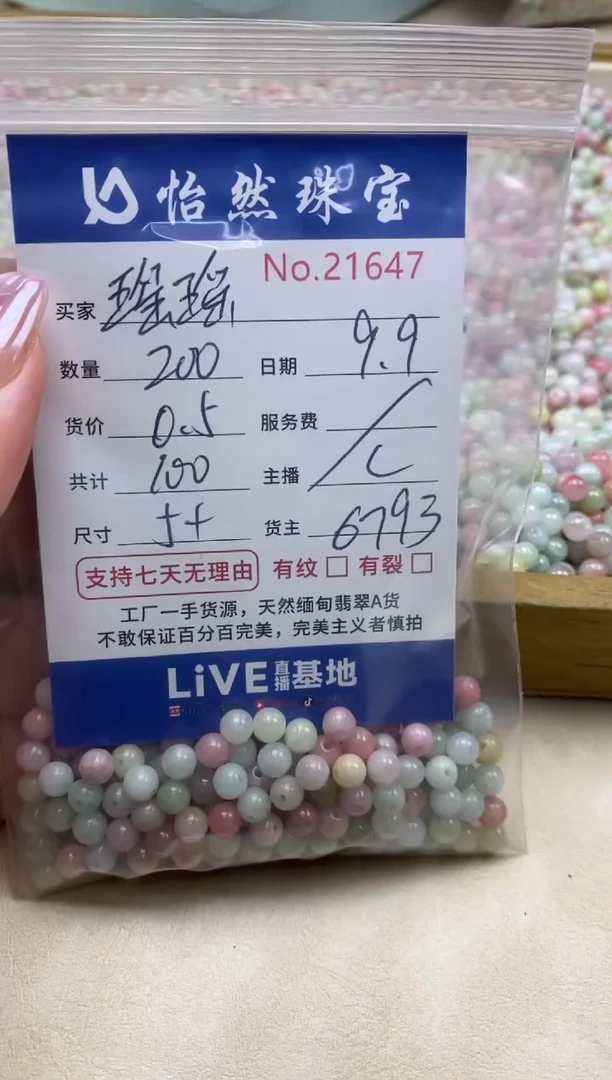 怡然珠宝
No.21647
买家 瑶瑶
数量 200 日期 9.9
货价 0.5 服务费 /
共计 100 主播 C
尺寸 5+ 货主 6793
支持七天无理由 有纹 □ 有裂 □
工厂一手货源，天然缅甸翡翠A货
不敢保证百分百完美，完美主义者慎拍
LiVE直播基地